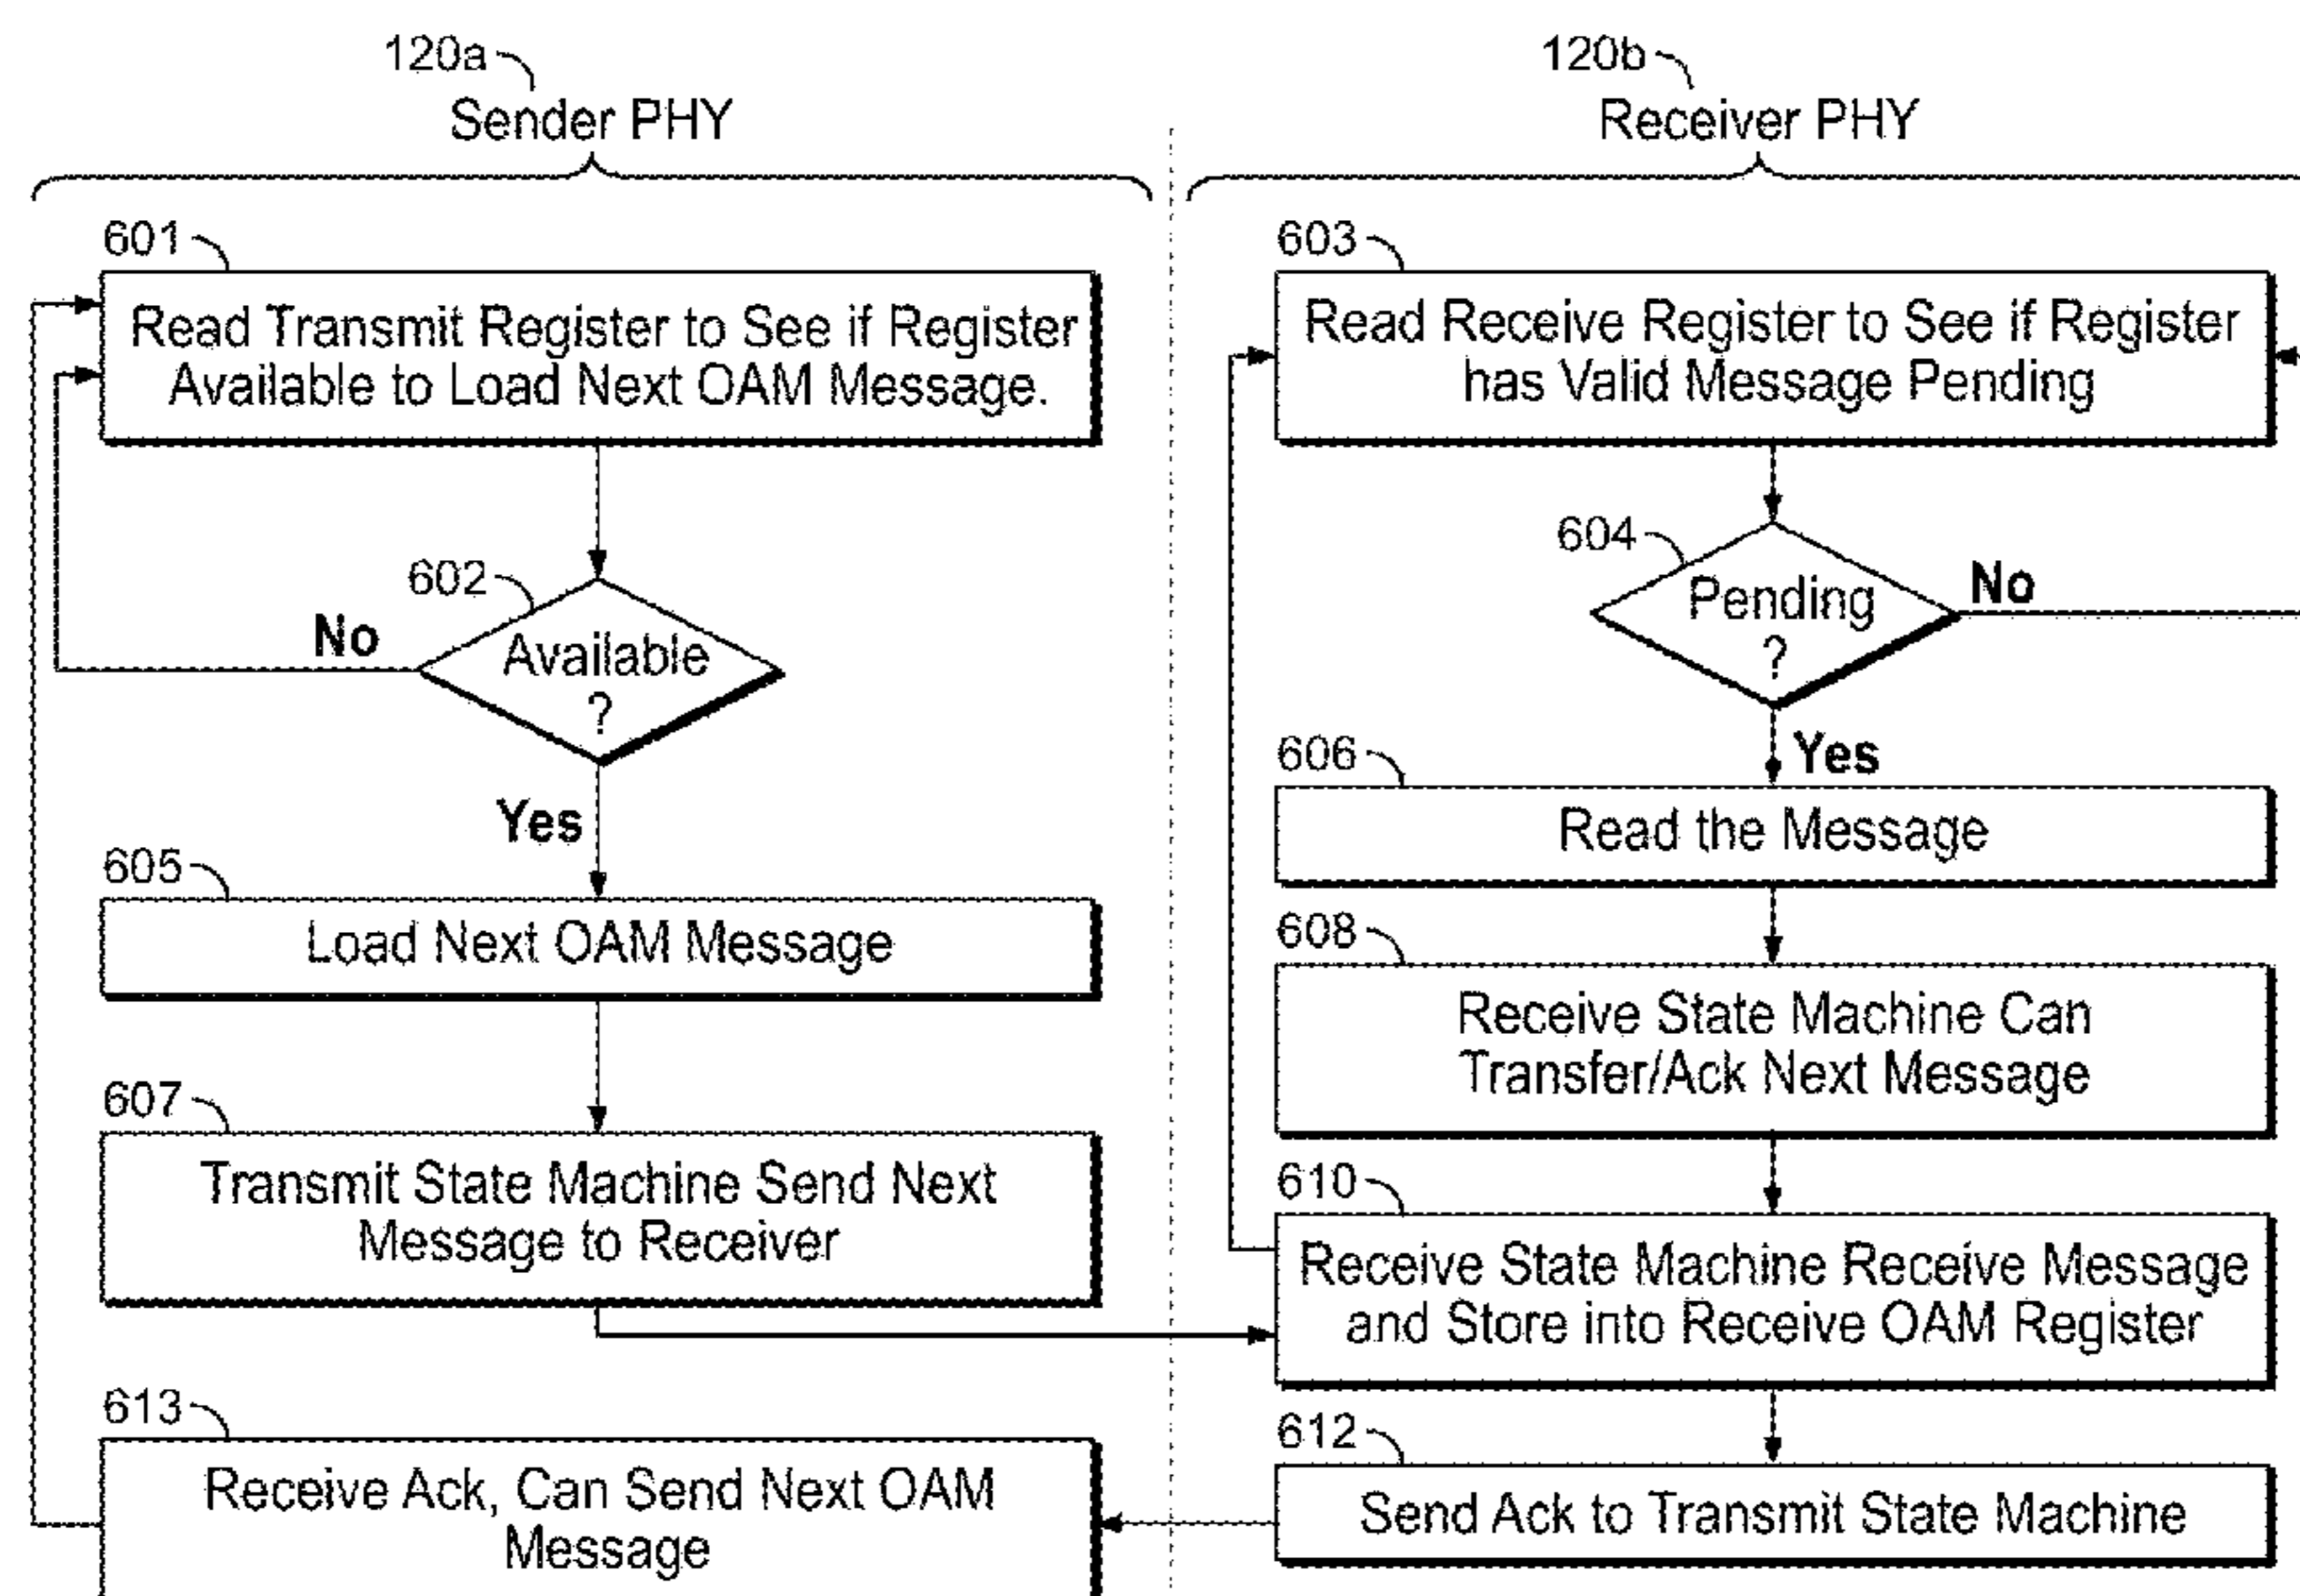 120a
Sender PHY
601
Read Transmit Register to See if Register
Available to Load Next OAM Message.
602
No
Available
?
Yes
605
Load Next OAM Message
607
Transmit State Machine Send Next
Message to Receiver
613
Receive Ack, Can Send Next OAM
Message
120b
Receiver PHY
603
Read Receive Register to See if Register
has Valid Message Pending
604
Pending
?
No
Yes
606
Read the Message
608
Receive State Machine Can
Transfer/Ack Next Message
610
Receive State Machine Receive Message
and Store into Receive OAM Register
612
Send Ack to Transmit State Machine